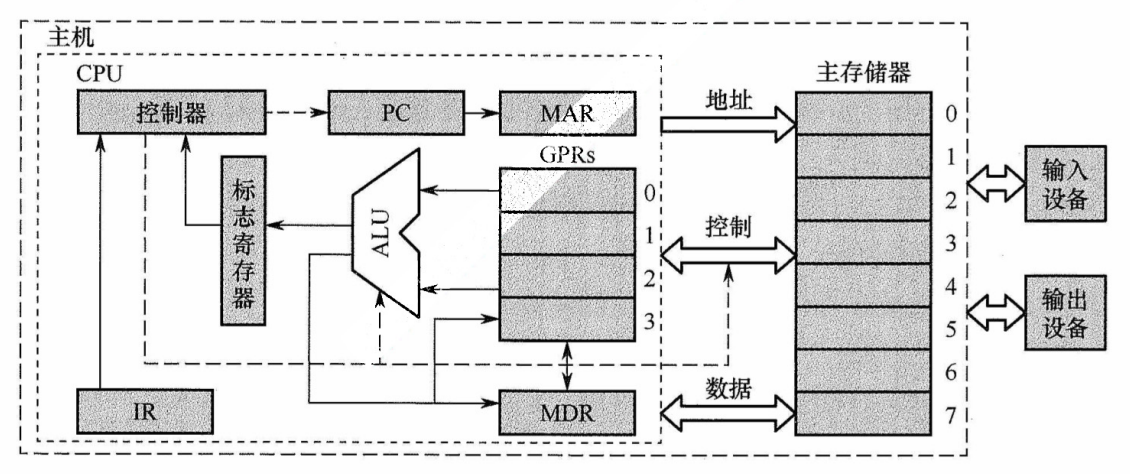 主机
CPU
控制器
PC
MAR
GPRs
0
1
2
3
标志寄存器
ALU
IR
MDR
地址
控制
数据
主存储器
0
1
2
3
4
5
6
7
输入
设备
输出
设备